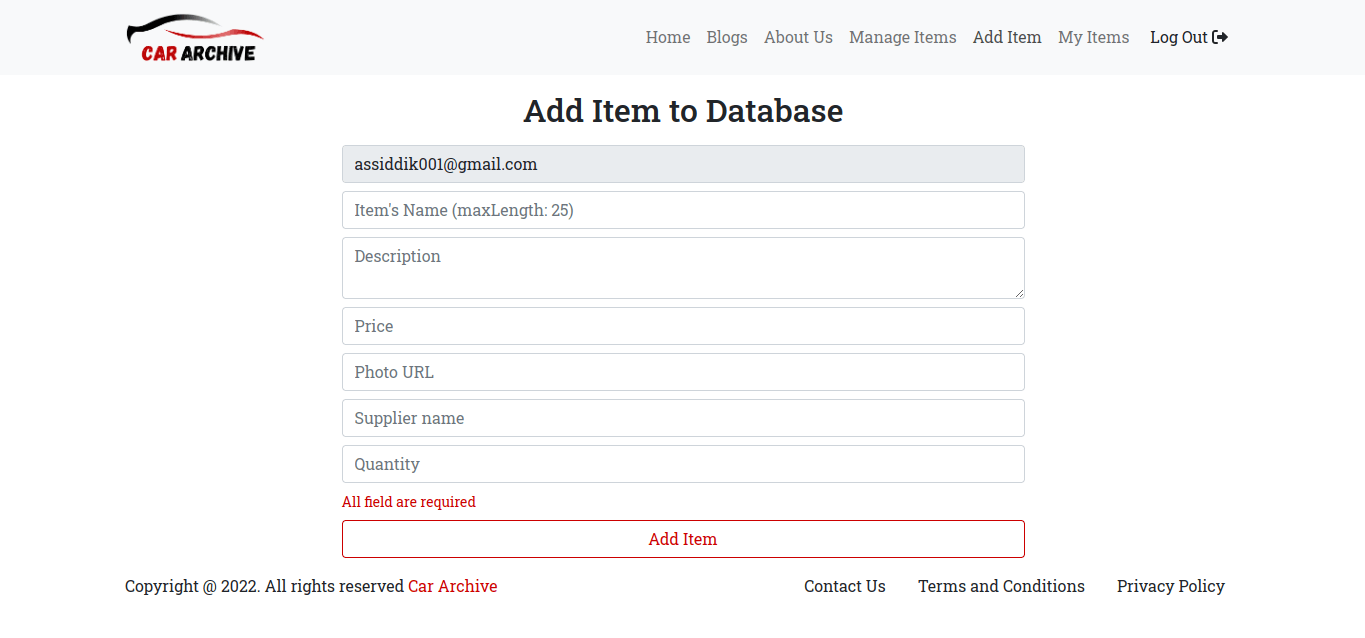 CAR ARCHIVE
Home Blogs About Us Manage Items Add Item My Items Log Out
Add Item to Database
assiddik001@gmail.com
Item's Name (maxLength: 25)
Description
Price
Photo URL
Supplier name
Quantity
All field are required
Add Item
Copyright @ 2022. All rights reserved Car Archive
Contact Us Terms and Conditions Privacy Policy